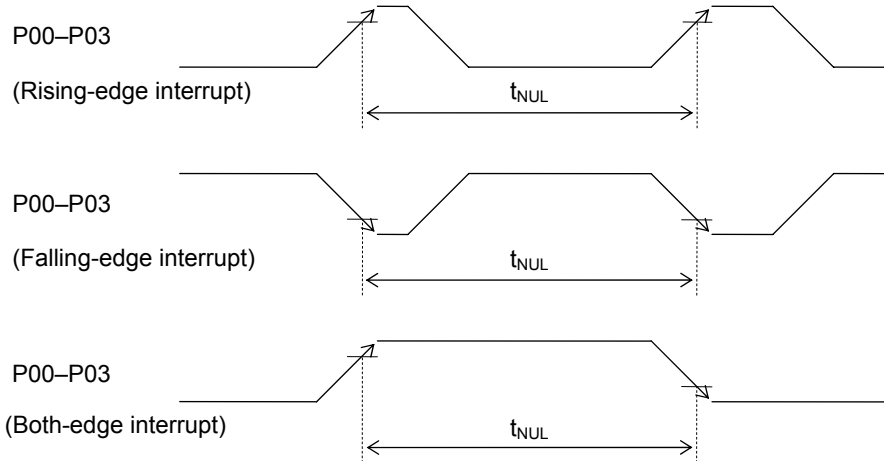 P00–P03
(Rising-edge interrupt)
tNUL
P00–P03
(Falling-edge interrupt)
tNUL
P00–P03
(Both-edge interrupt)
tNUL